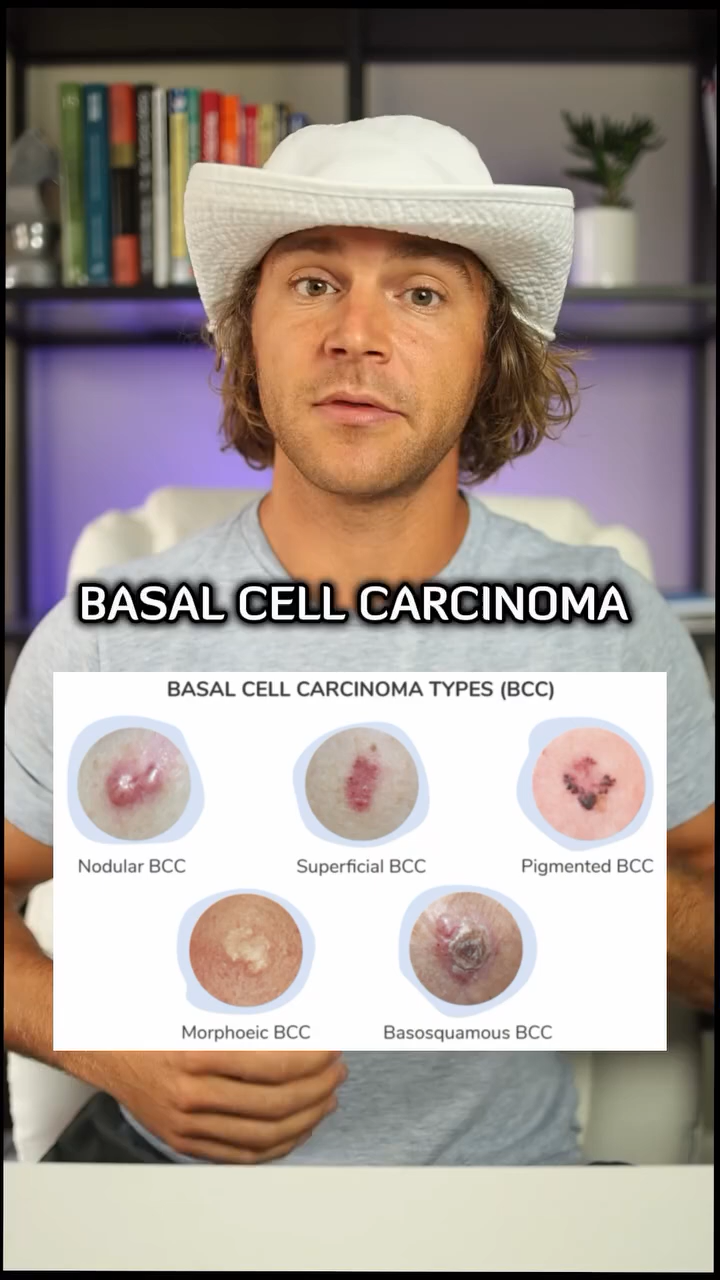 BASAL CELL CARCINOMA
BASAL CELL CARCINOMA TYPES (BCC)
Nodular BCC
Superficial BCC
Pigmented BCC
Morphoeic BCC
Basosquamous BCC